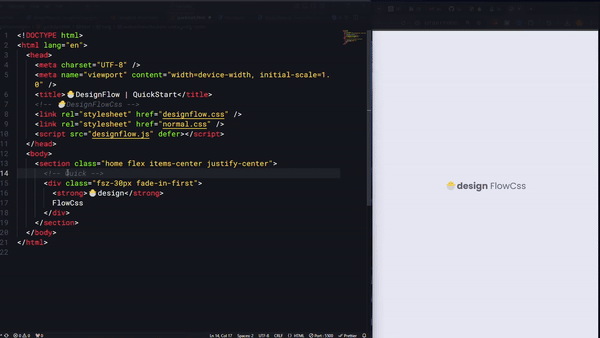 1 <!DOCTYPE html>
2 <html lang="en">
3 <head>
4 <meta charset="UTF-8" />
5 <meta name="viewport" content="width=device-width, initial-scale=1.
0" />
6 <title>🐣DesignFlow | QuickStart</title>
7 <!-- 🐣DesignFlowCss -->
8 <link rel="stylesheet" href="designflow.css" />
9 <link rel="stylesheet" href="normal.css" />
10 <script src="designflow.js" defer></script>
11 </head>
12 <body>
13 <section class="home flex items-center justify-center">
14 <!-- Quick -->
15 <div class="fsz-30px fade-in-first">
16 <strong>🐣design</strong>
17 FlowCss
18 </div>
19 </section>
20 </body>
21 </html>
22
design FlowCss
Ln 14, Col 17 Spaces: 2 UTF-8 CRLF HTML Port: 5500 Prettier